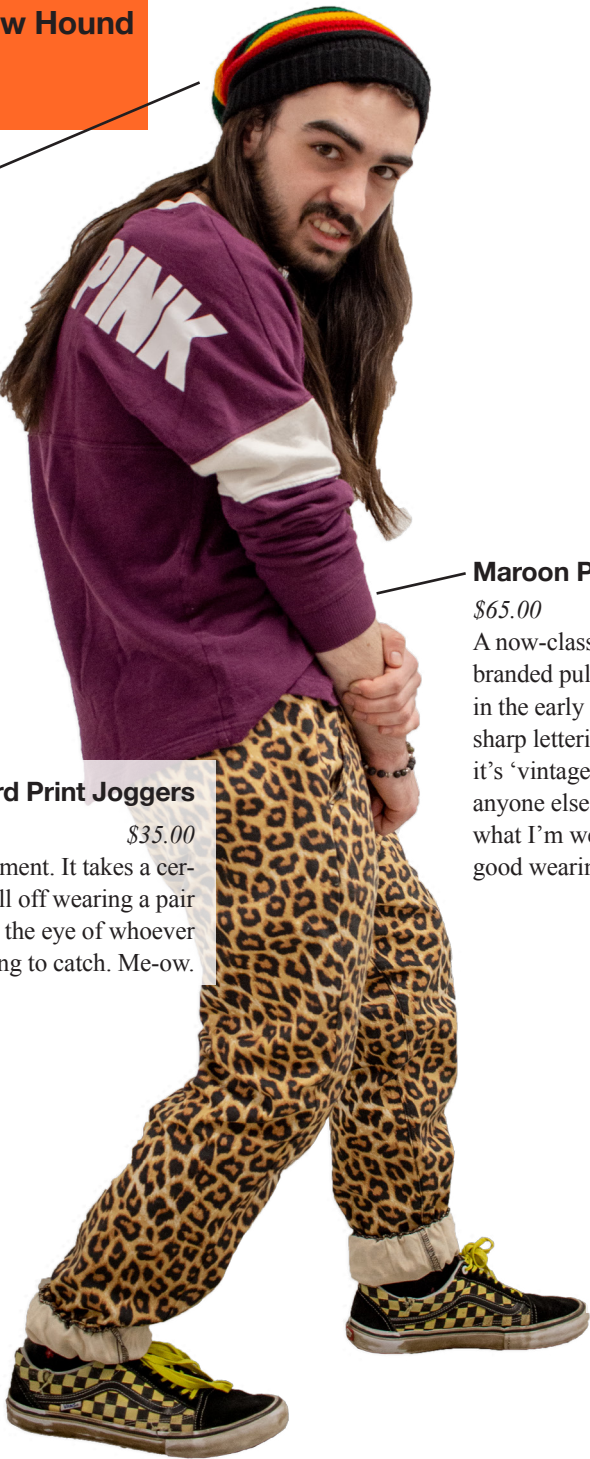 w Hound
PINK
Maroon P
$65.00
A now-class
branded pul
in the early
sharp letteri
it’s ‘vintage
anyone else
what I’m we
good wearin
rd Print Joggers
$35.00
ment. It takes a cer-
ll off wearing a pair
the eye of whoever
ng to catch. Me-ow.